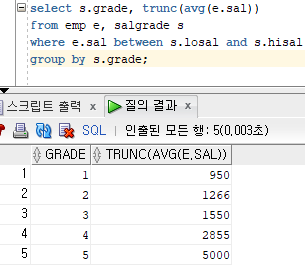 select s.grade, trunc(avg(e.sal))
from emp e, salgrade s
where e.sal between s.losal and s.hisal
group by s.grade;
스크립트 출력 x 질의 결과 x
SQL | 인출된 모든 행: 5(0,003초)
GRADE TRUNC(AVG(E,SAL))
1 1 950
2 2 1266
3 3 1550
4 4 2855
5 5 5000